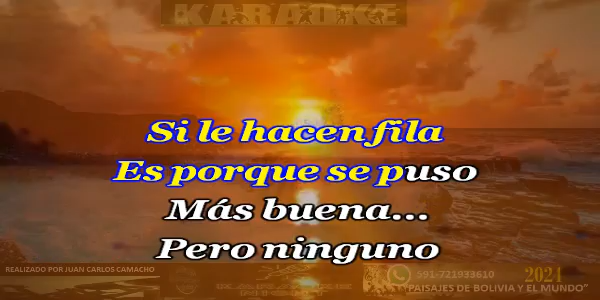 KARAOKE
Si le hacen fila
Es porque se puso
Más buena...
Pero ninguno
REALIZADO POR JUAN CARLOS CAMACHO
591-721933610
2024
PAISAJES DE BOLIVIA Y EL MUNDO"